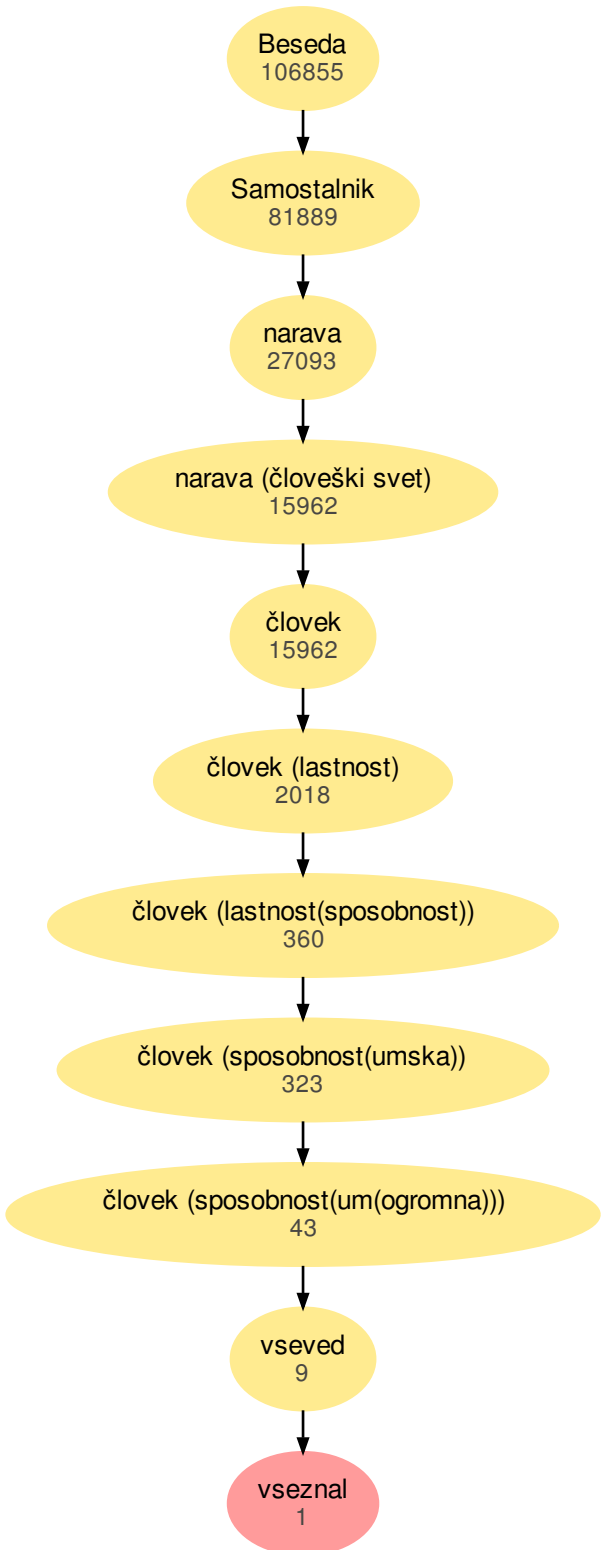 Beseda
106855
Samostalnik
81889
narava
27093
narava (človeški svet)
15962
človek
15962
človek (lastnost)
2018
človek (lastnost(sposobnost))
360
človek (sposobnost(umska))
323
človek (sposobnost(um(ogromna)))
43
vseved
9
vseznal
1